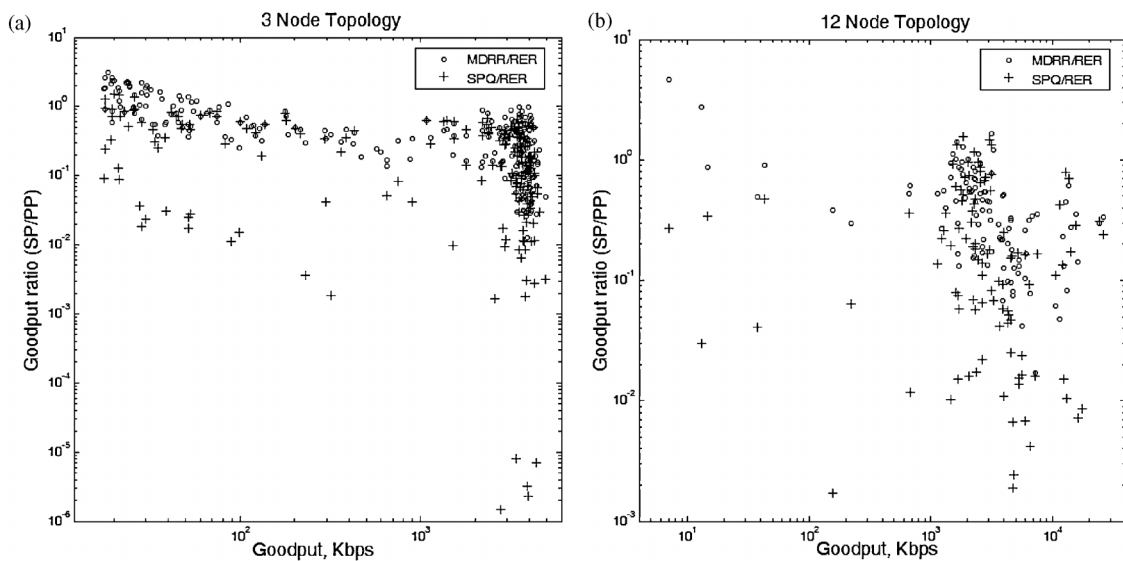 (a)
3 Node Topology
MDRR/RER
SPQ/RER
10^1
10^0
10^-1
10^-2
10^-3
10^-4
10^-5
10^-6
Goodput ratio (SP/PP)
10^2
10^3
Goodput, Kbps
(b)
12 Node Topology
MDRR/RER
SPQ/RER
10^1
10^0
10^-1
10^-2
10^-3
Goodput ratio (SP/PP)
10^1
10^2
10^3
10^4
Goodput, Kbps